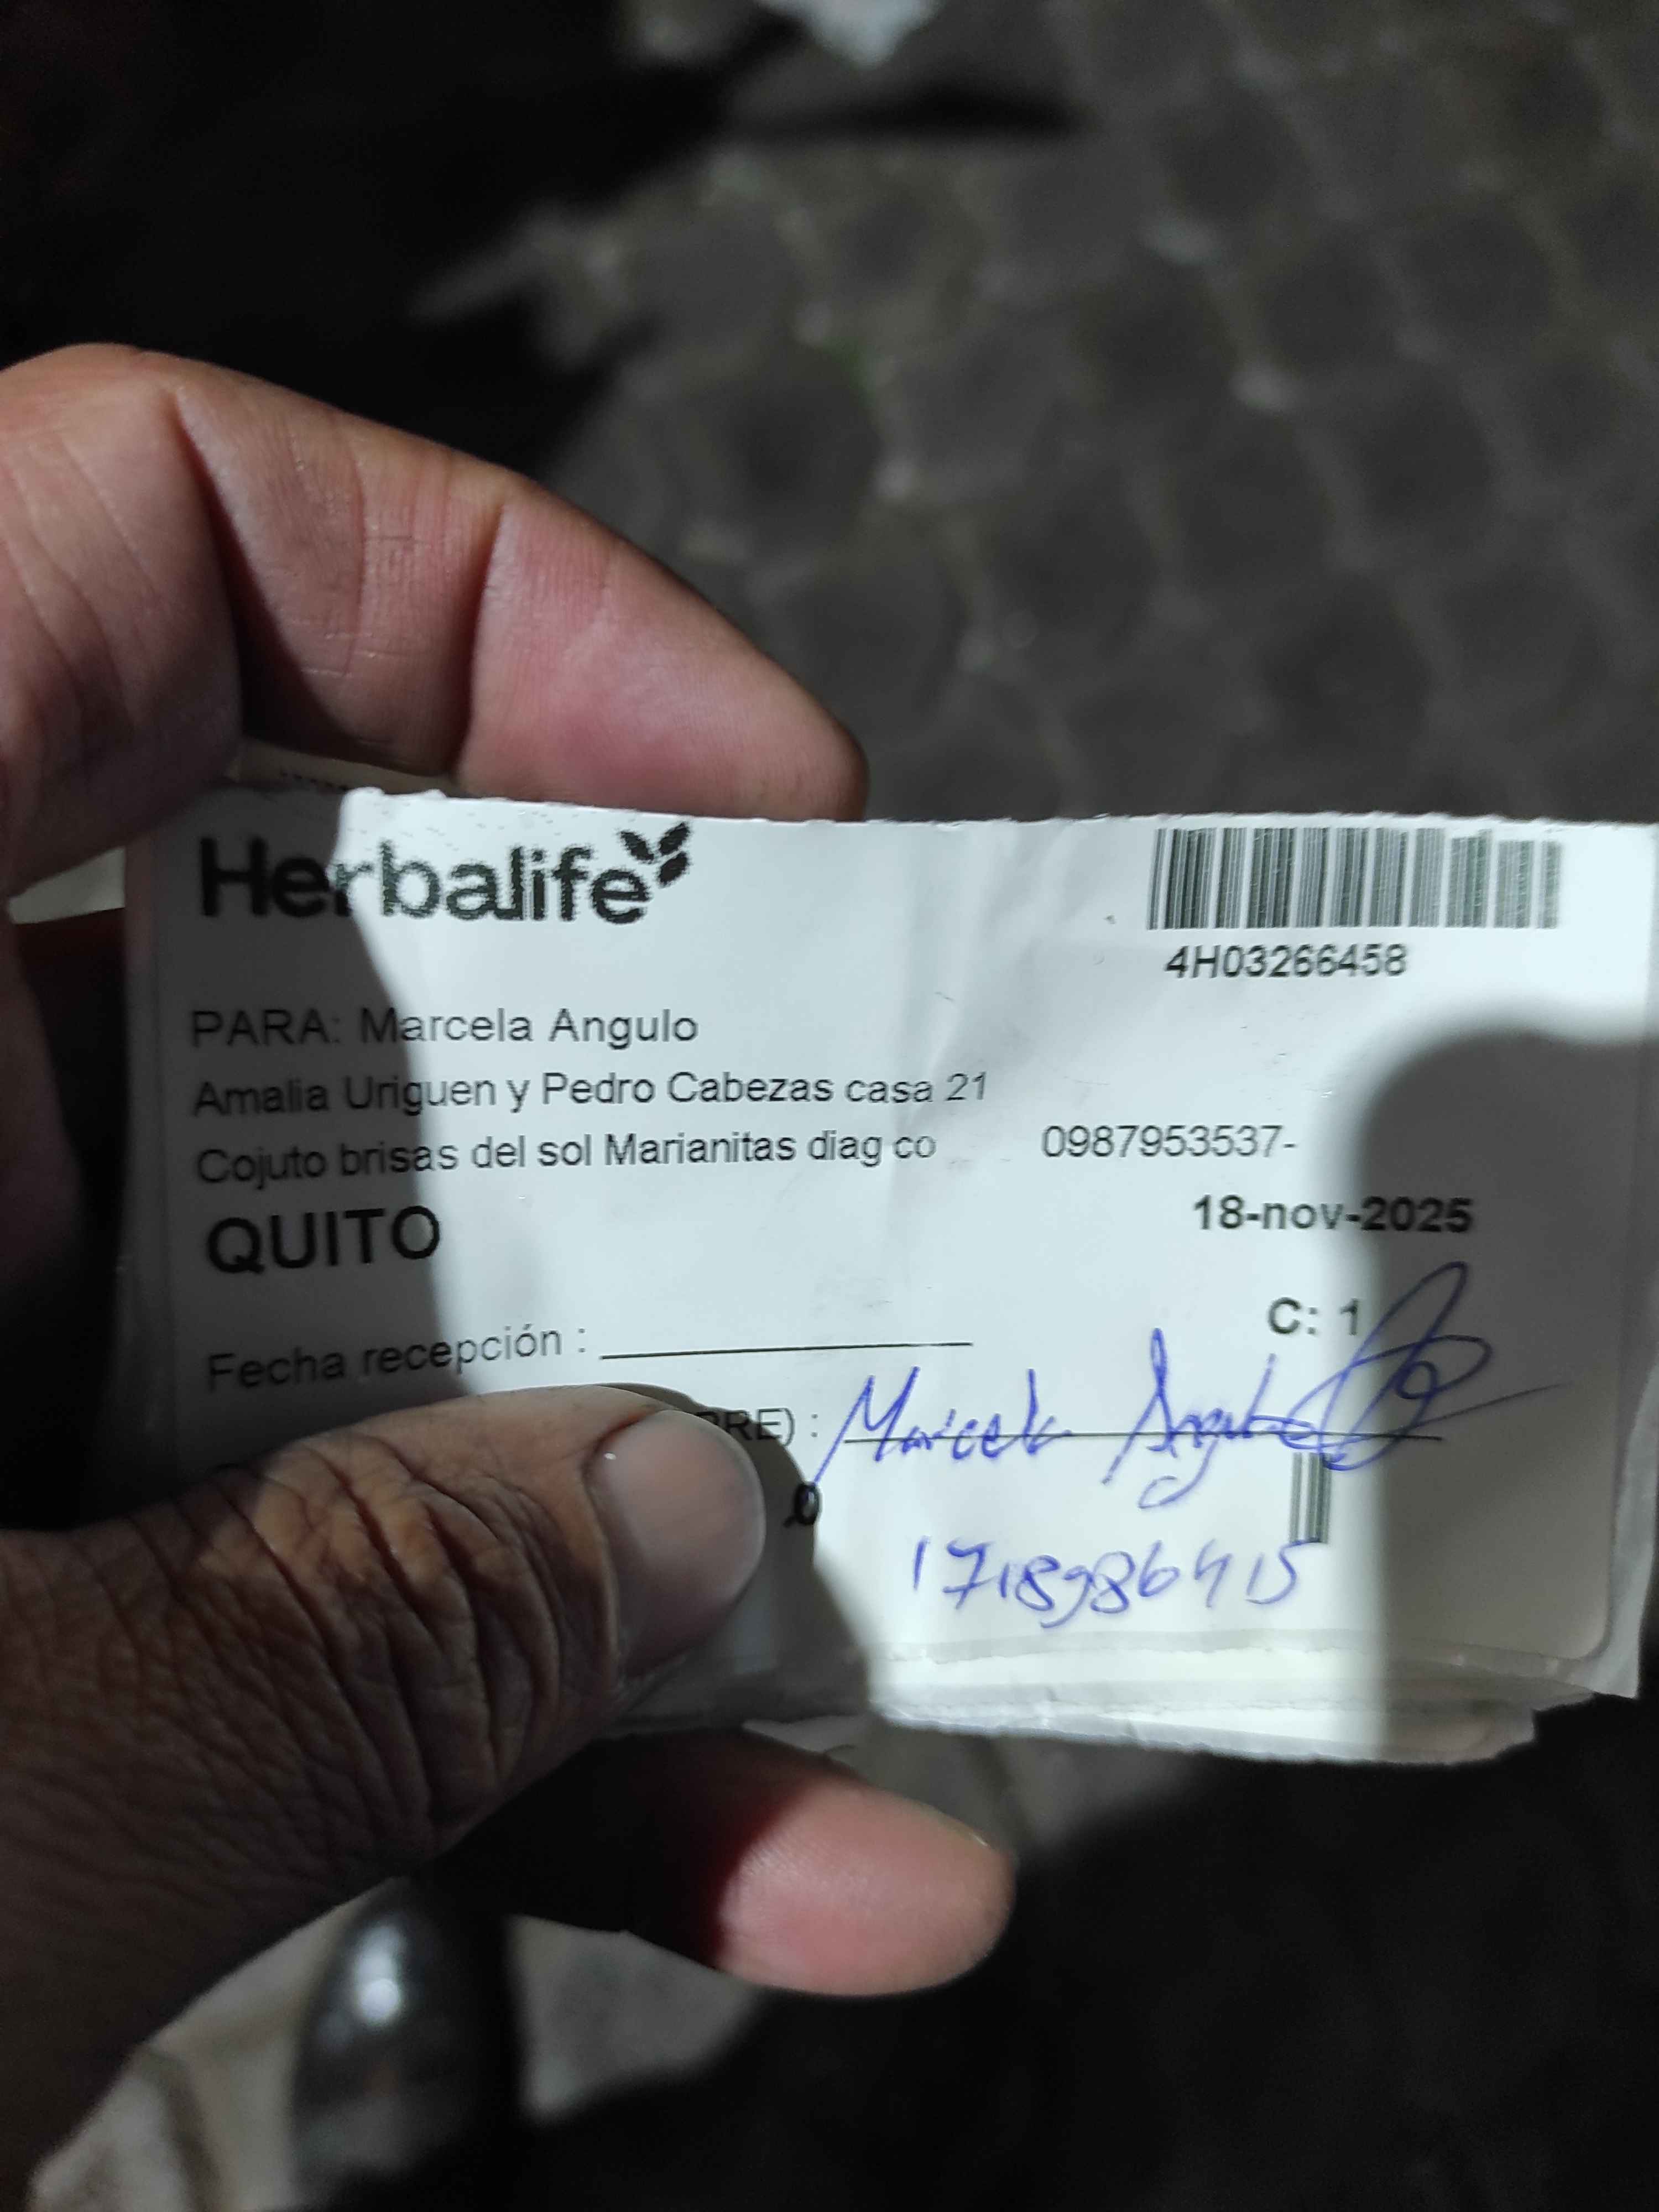 Herbalife
4H03266458
PARA: Marcela Angulo
Amalia Uriguen y Pedro Cabezas casa 21
Cojuto brisas del sol Marianitas diag co 0987953537-
QUITO
18-nov-2025
C: 1
Fecha recepción :
BRE) : Marcela Angulo
1718986415